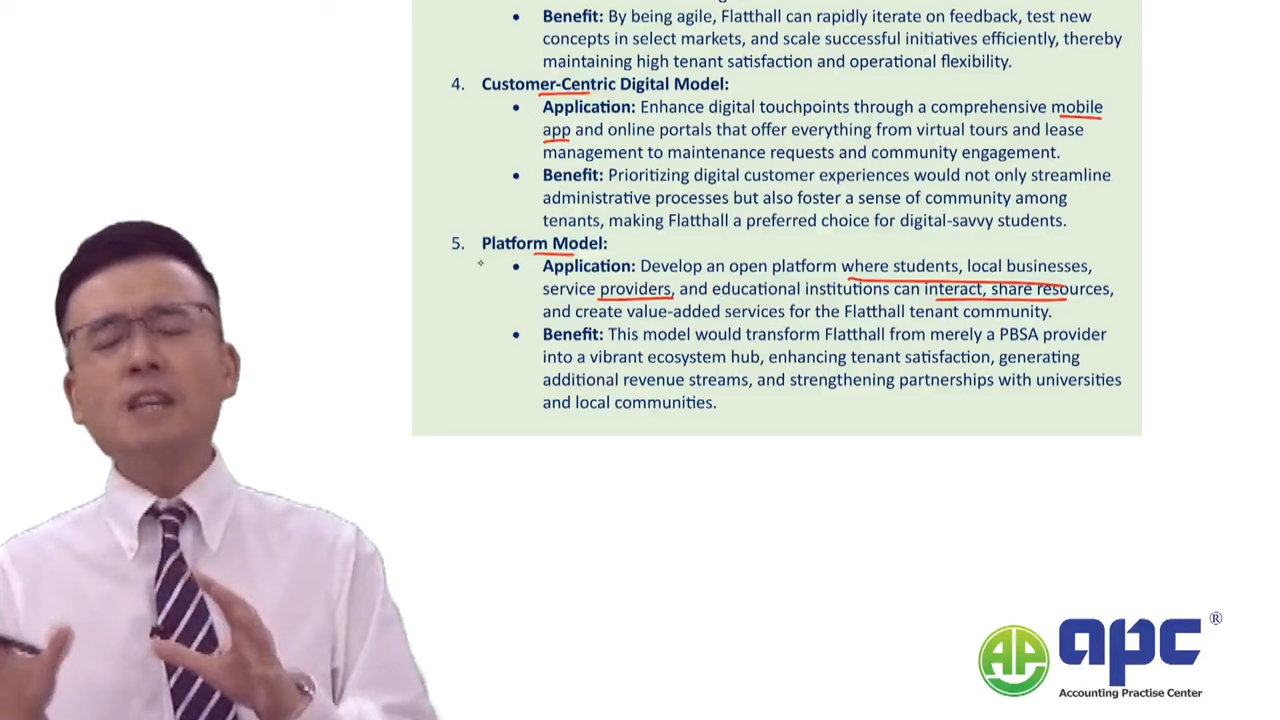 • Benefit: By being agile, Flatthall can rapidly iterate on feedback, test new
concepts in select markets, and scale successful initiatives efficiently, thereby
maintaining high tenant satisfaction and operational flexibility.
4. Customer-Centric Digital Model:
• Application: Enhance digital touchpoints through a comprehensive mobile
app and online portals that offer everything from virtual tours and lease
management to maintenance requests and community engagement.
• Benefit: Prioritizing digital customer experiences would not only streamline
administrative processes but also foster a sense of community among
tenants, making Flatthall a preferred choice for digital-savvy students.
5. Platform Model:
• Application: Develop an open platform where students, local businesses,
service providers, and educational institutions can interact, share resources,
and create value-added services for the Flatthall tenant community.
• Benefit: This model would transform Flatthall from merely a PBSA provider
into a vibrant ecosystem hub, enhancing tenant satisfaction, generating
additional revenue streams, and strengthening partnerships with universities
and local communities.
apc®
Accounting Practise Center